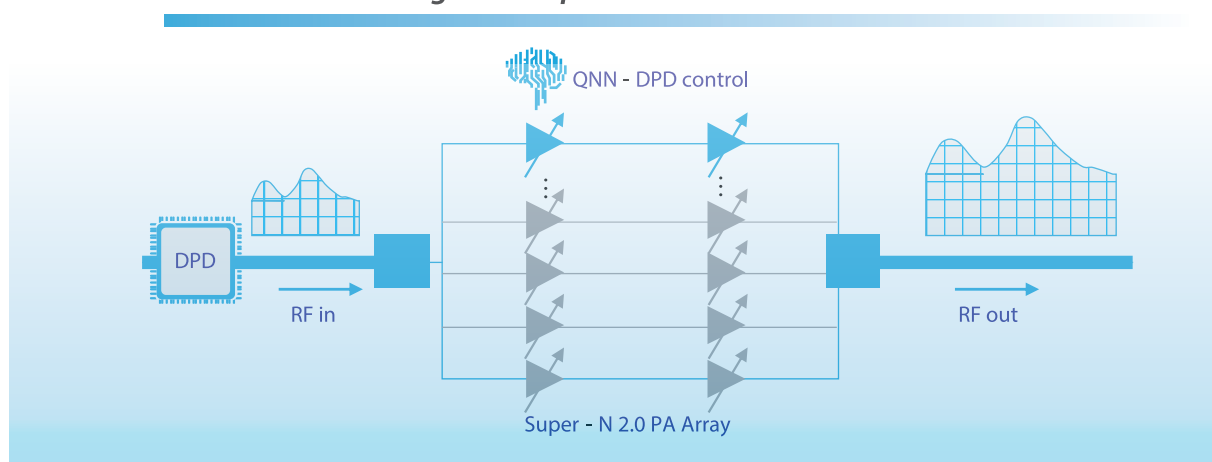 QNN - DPD control
DPD
RF in
RF out
Super - N 2.0 PA Array